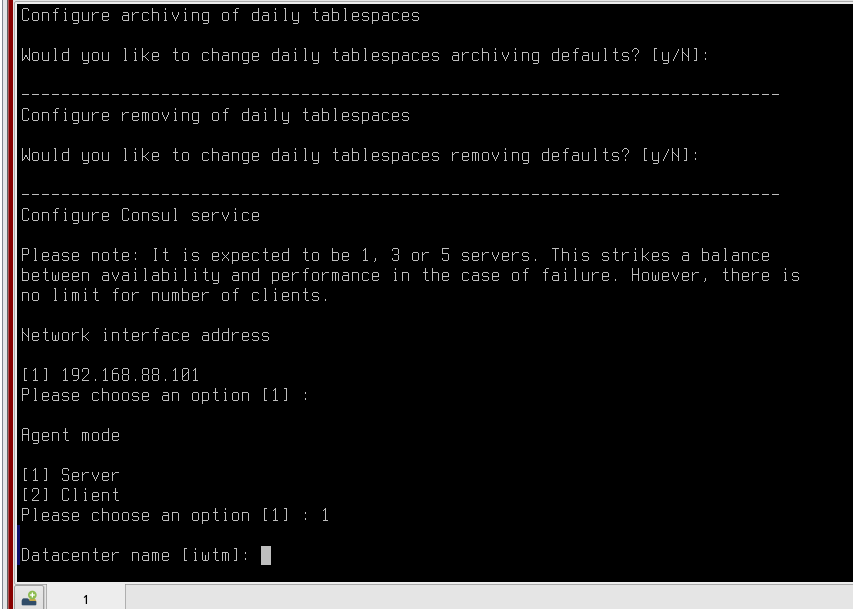 Configure archiving of daily tablespaces
Would you like to change daily tablespaces archiving defaults? [y/N]:
----------------------------------------------------------------------------
Configure removing of daily tablespaces
Would you like to change daily tablespaces removing defaults? [y/N]:
----------------------------------------------------------------------------
Configure Consul service
Please note: It is expected to be 1, 3 or 5 servers. This strikes a balance
between availability and performance in the case of failure. However, there is
no limit for number of clients.
Network interface address
[1] 192.168.88.101
Please choose an option [1] :
Agent mode
[1] Server
[2] Client
Please choose an option [1] : 1
Datacenter name [iwtm]:
1